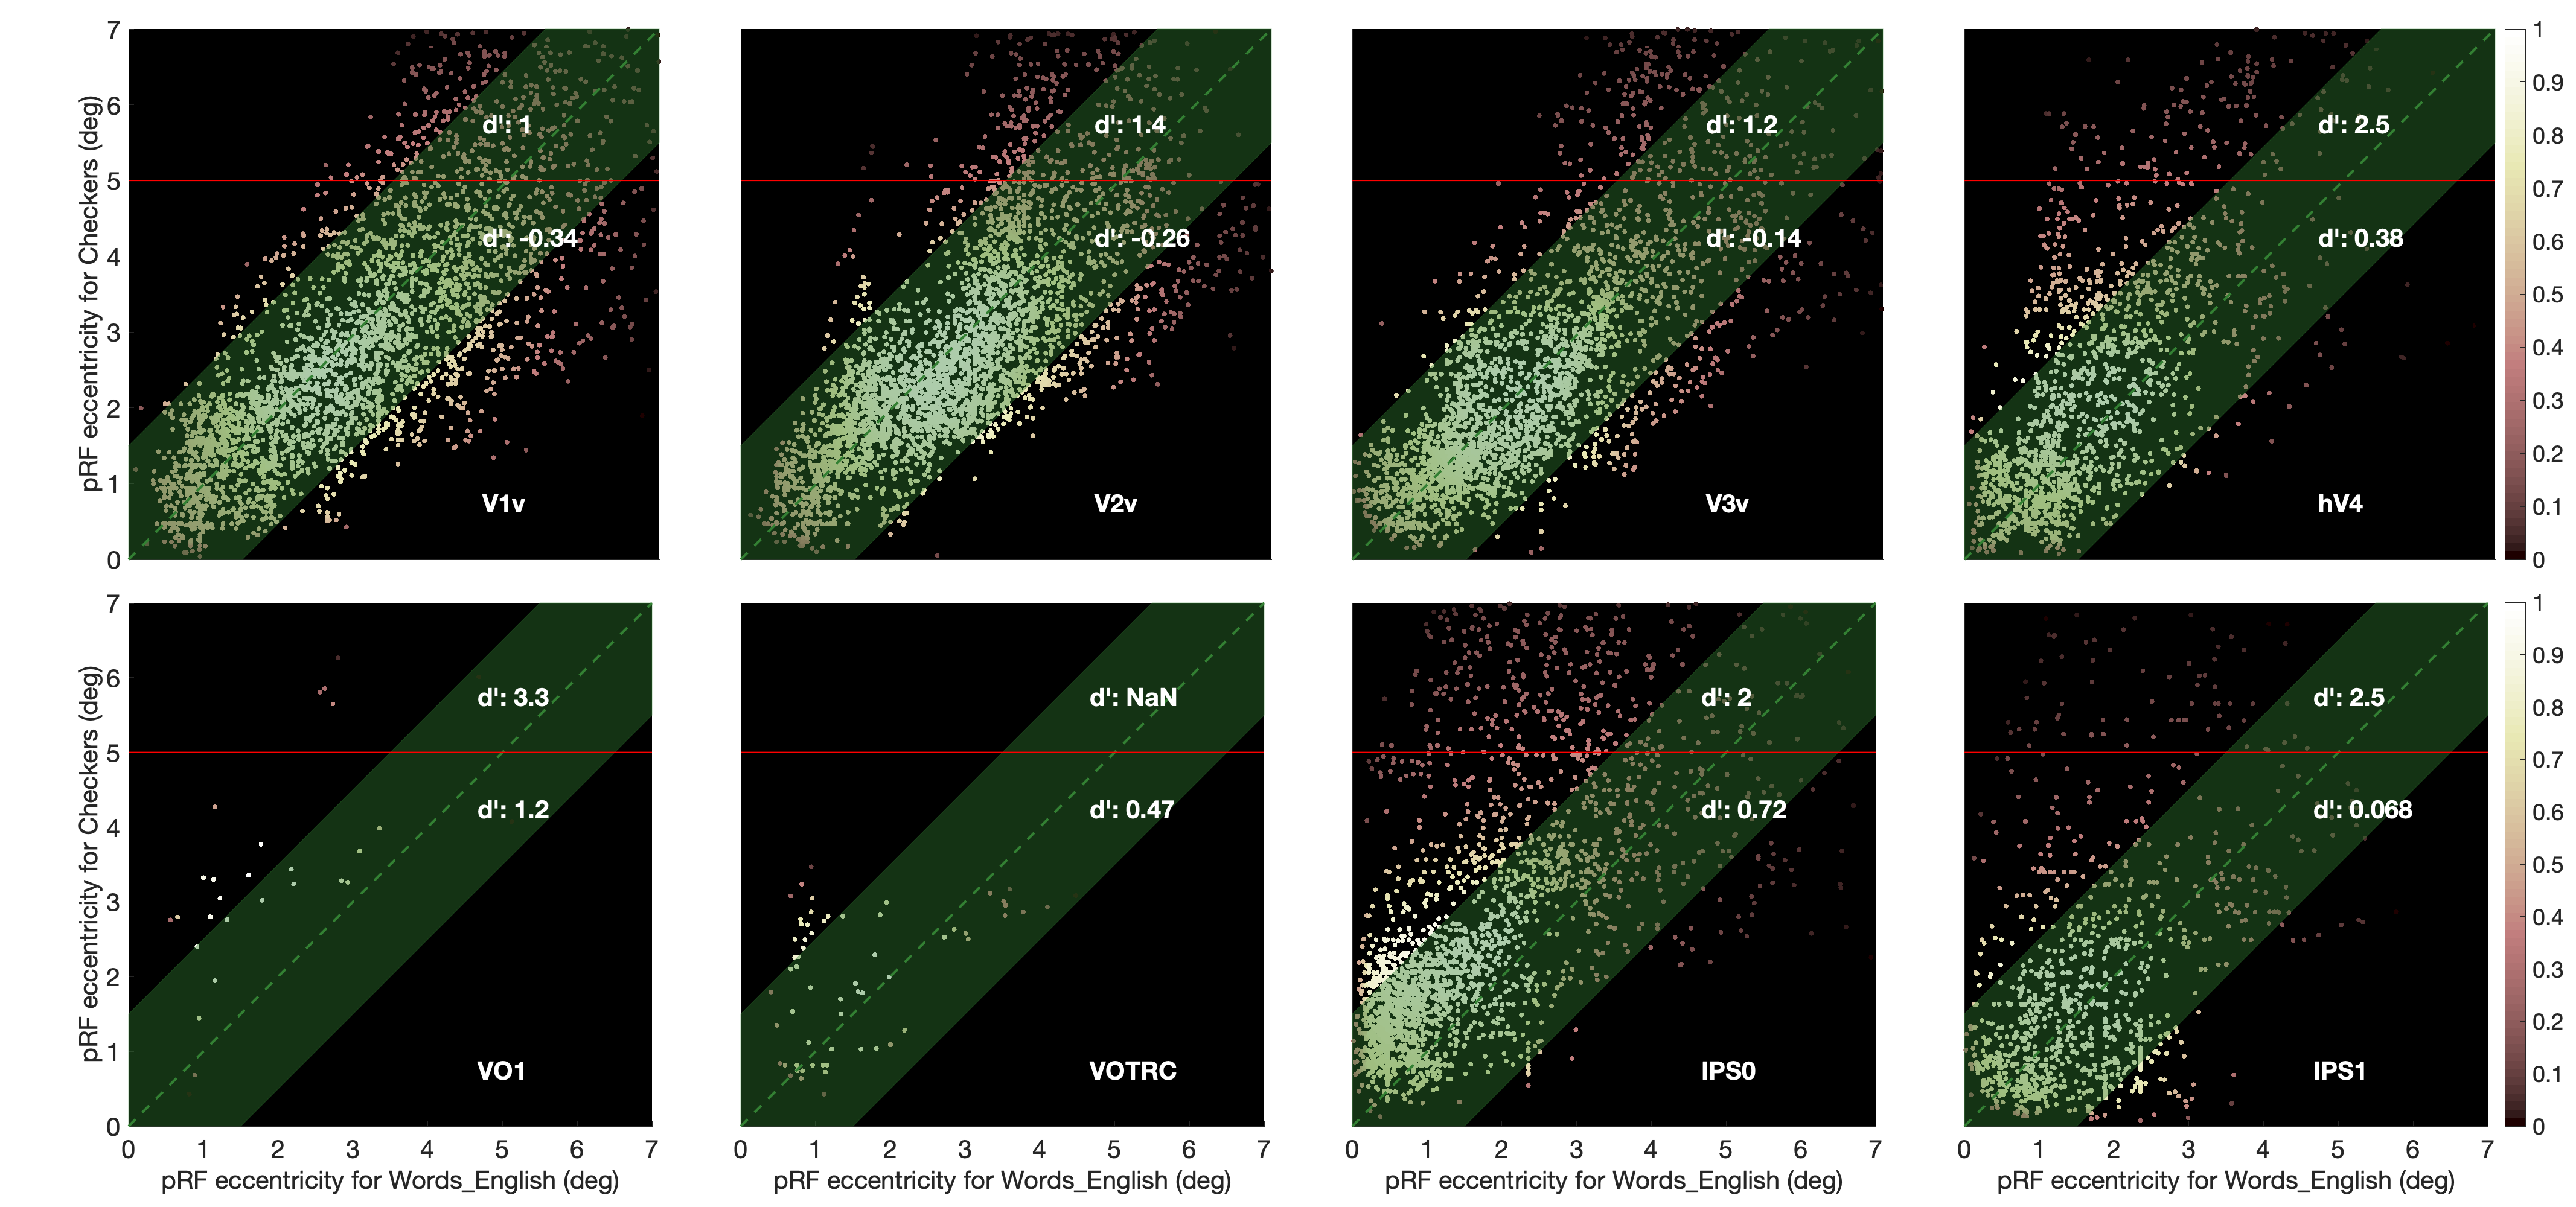 7
6
5
4
3
2
1
0
pRF eccentricity for Checkers (deg)
d': 1
d': -0.34
V1v
d': 1.4
d': -0.26
V2v
d': 1.2
d': -0.14
V3v
d': 2.5
d': 0.38
hV4
1
0.9
0.8
0.7
0.6
0.5
0.4
0.3
0.2
0.1
0
7
6
5
4
3
2
1
0
pRF eccentricity for Checkers (deg)
d': 3.3
d': 1.2
VO1
0 1 2 3 4 5 6 7
pRF eccentricity for Words_English (deg)
d': NaN
d': 0.47
VOTRC
0 1 2 3 4 5 6 7
pRF eccentricity for Words_English (deg)
d': 2
d': 0.72
IPS0
0 1 2 3 4 5 6 7
pRF eccentricity for Words_English (deg)
d': 2.5
d': 0.068
IPS1
0 1 2 3 4 5 6 7
pRF eccentricity for Words_English (deg)
1
0.9
0.8
0.7
0.6
0.5
0.4
0.3
0.2
0.1
0